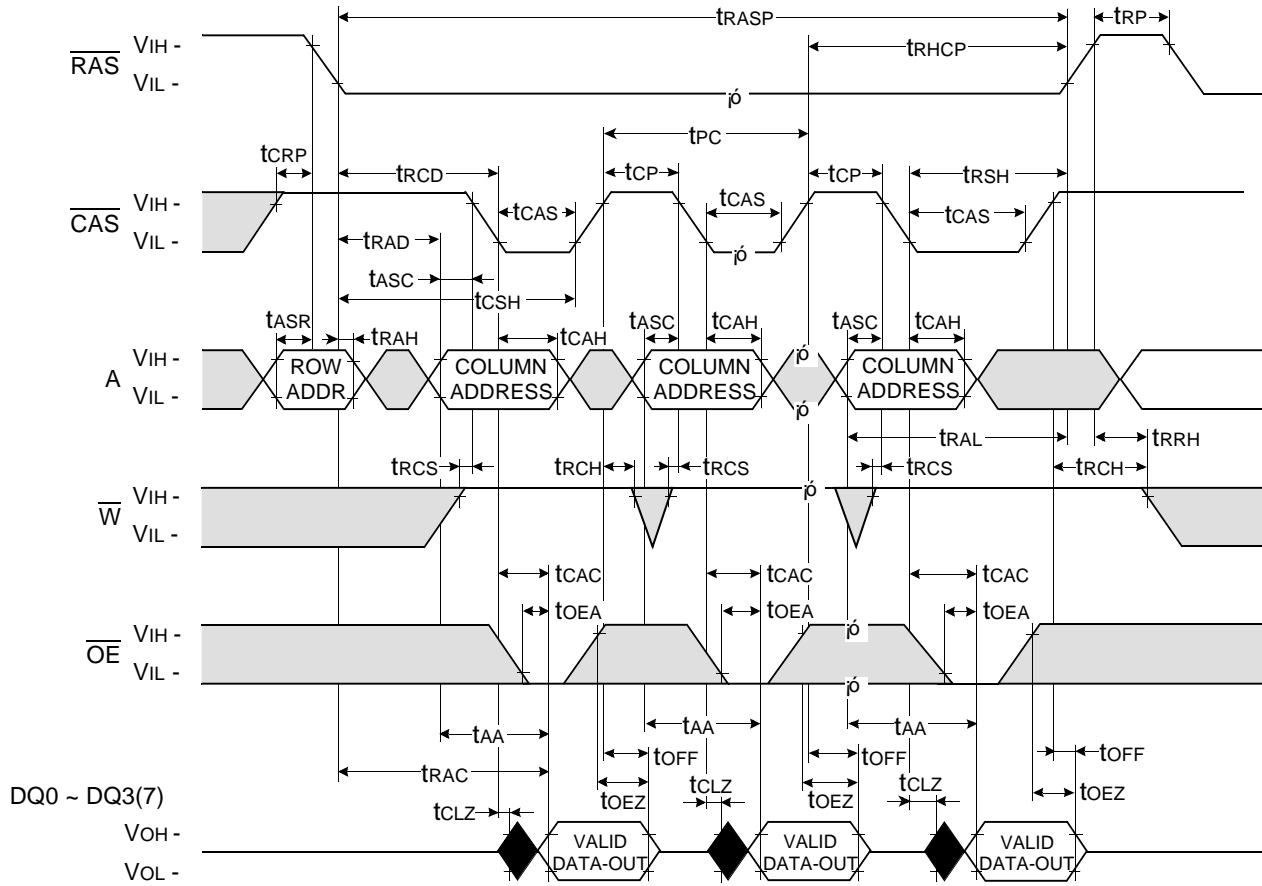 tRASP
tRP
tRHCP
RAS
VIH -
VIL -
¡ó
tPC
tCRP
tRCD
tCP
tCP
tRSH
CAS
VIH -
VIL -
tCAS
tCAS
tCAS
¡ó
tRAD
tASC
tCSH
tASR
tRAH
tCAH
tASC
tCAH
tASC
tCAH
A
VIH -
VIL -
ROW
ADDR
COLUMN
ADDRESS
COLUMN
ADDRESS
¡ó
¡ó
COLUMN
ADDRESS
tRAL
tRRH
tRCS
tRCH
tRCS
tRCS
tRCH
W
VIH -
VIL -
¡ó
tCAC
tCAC
tCAC
tOEA
tOEA
tOEA
OE
VIH -
VIL -
¡ó
¡ó
tAA
tAA
tAA
tOFF
tOFF
tOFF
tRAC
tOEZ
tOEZ
tOEZ
DQ0 ~ DQ3(7)
tCLZ
tCLZ
tCLZ
VOH -
VOL -
VALID
DATA-OUT
VALID
DATA-OUT
VALID
DATA-OUT